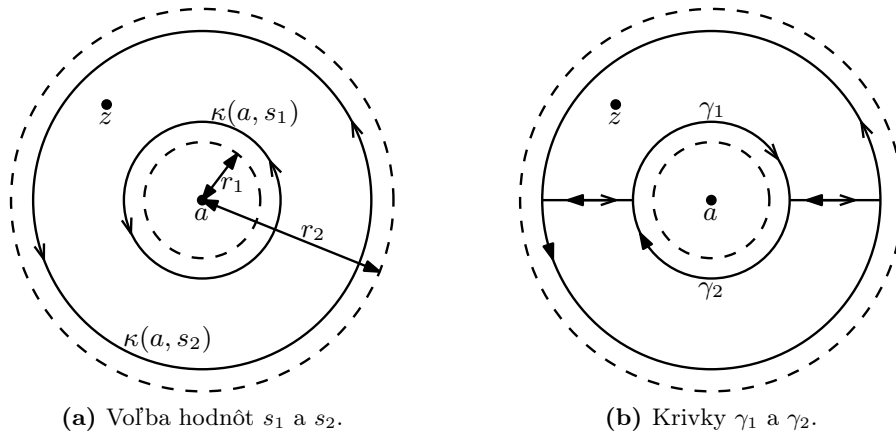 z
κ(a, s₁)
r₁
a
r₂
κ(a, s₂)
(a) Voľba hodnôt s₁ a s₂.
z
γ₁
a
γ₂
(b) Krivky γ₁ a γ₂.